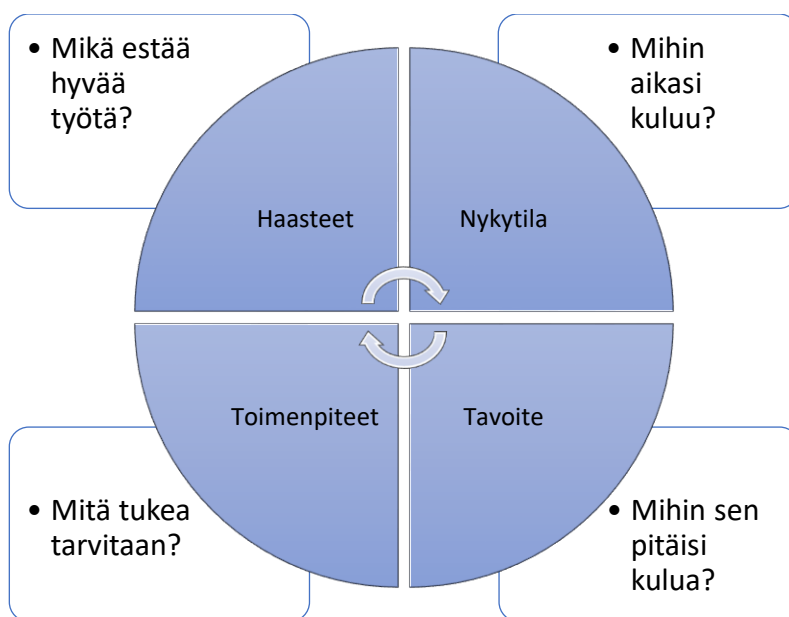 • Mikä estää
hyvää
työtä?
• Mihin
aikasi
kuluu?
Haasteet
Nykytila
Toimenpiteet
Tavoite
• Mitä tukea
tarvitaan?
• Mihin sen
pitäisi
kulua?